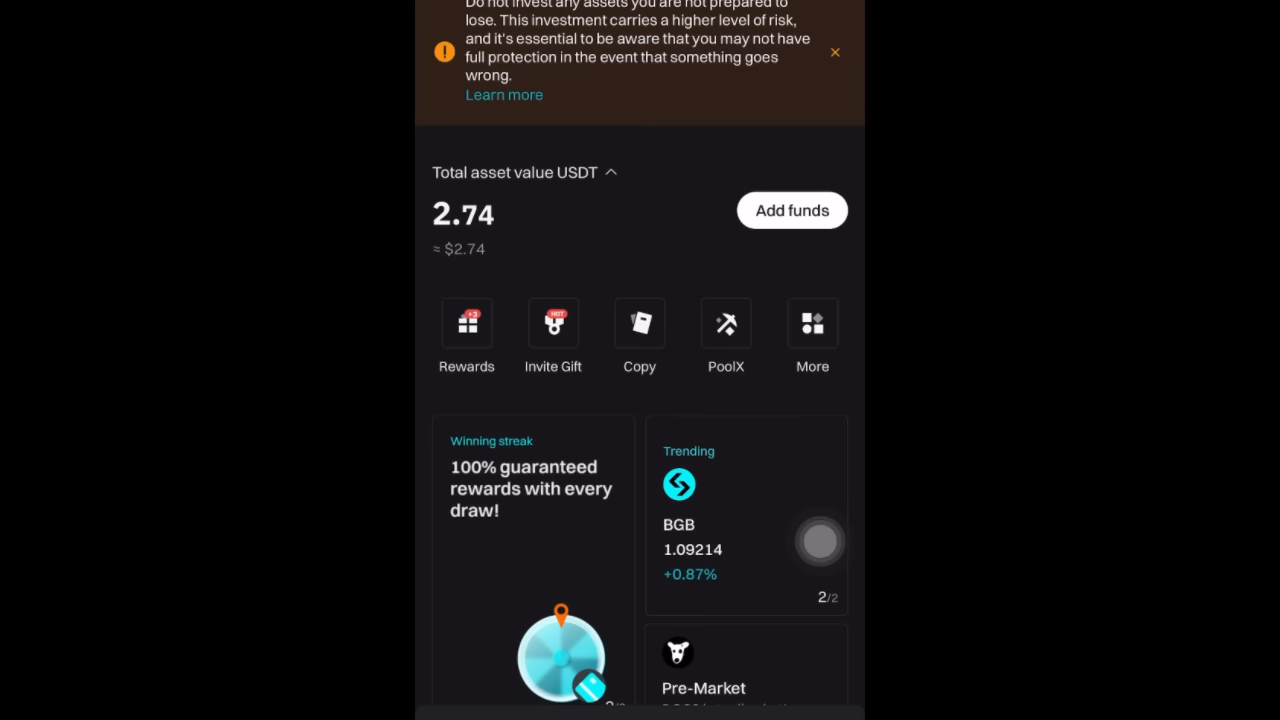 Do not invest any assets you are not prepared to
lose. This investment carries a higher level of risk,
and it's essential to be aware that you may not have
full protection in the event that something goes
wrong.
Learn more
Total asset value USDT
2.74
≈ $2.74
Add funds
+3
HOT
Rewards
Invite Gift
Copy
PoolX
More
Winning streak
100% guaranteed
rewards with every
draw!
Trending
BGB
1.09214
+0.87%
2/2
Pre-Market